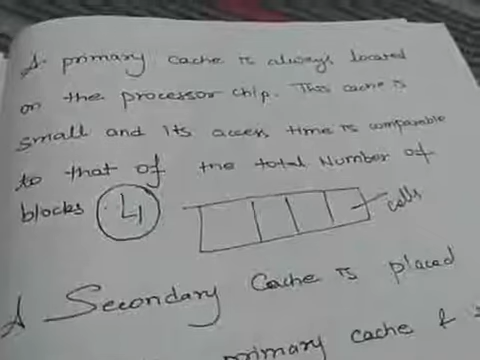 A primary cache is always located
on the processor chip. This cache is
small and its access time is comparable
to that of the total Number of
blocks L1 cells
A Secondary Cache is placed
primary cache &